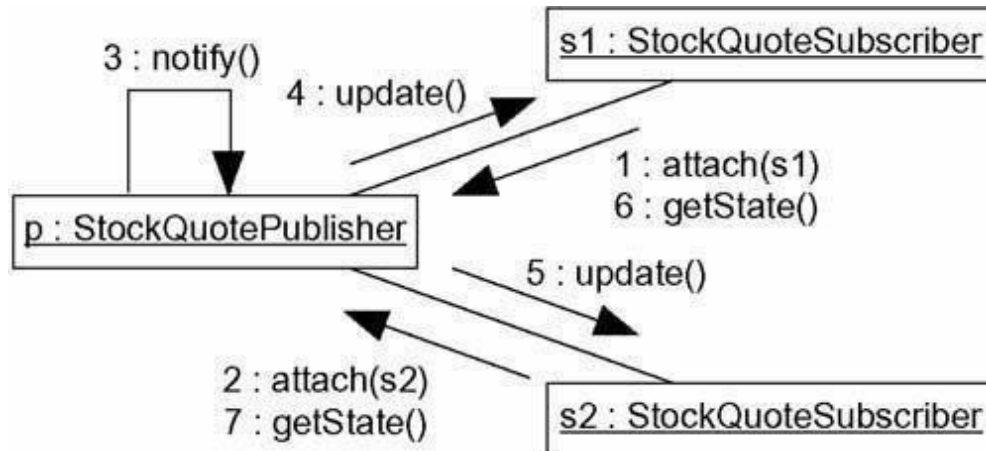 s1 : StockQuoteSubscriber
3 : notify()
4 : update()
1 : attach(s1)
6 : getState()
p : StockQuotePublisher
5 : update()
2 : attach(s2)
7 : getState()
s2 : StockQuoteSubscriber